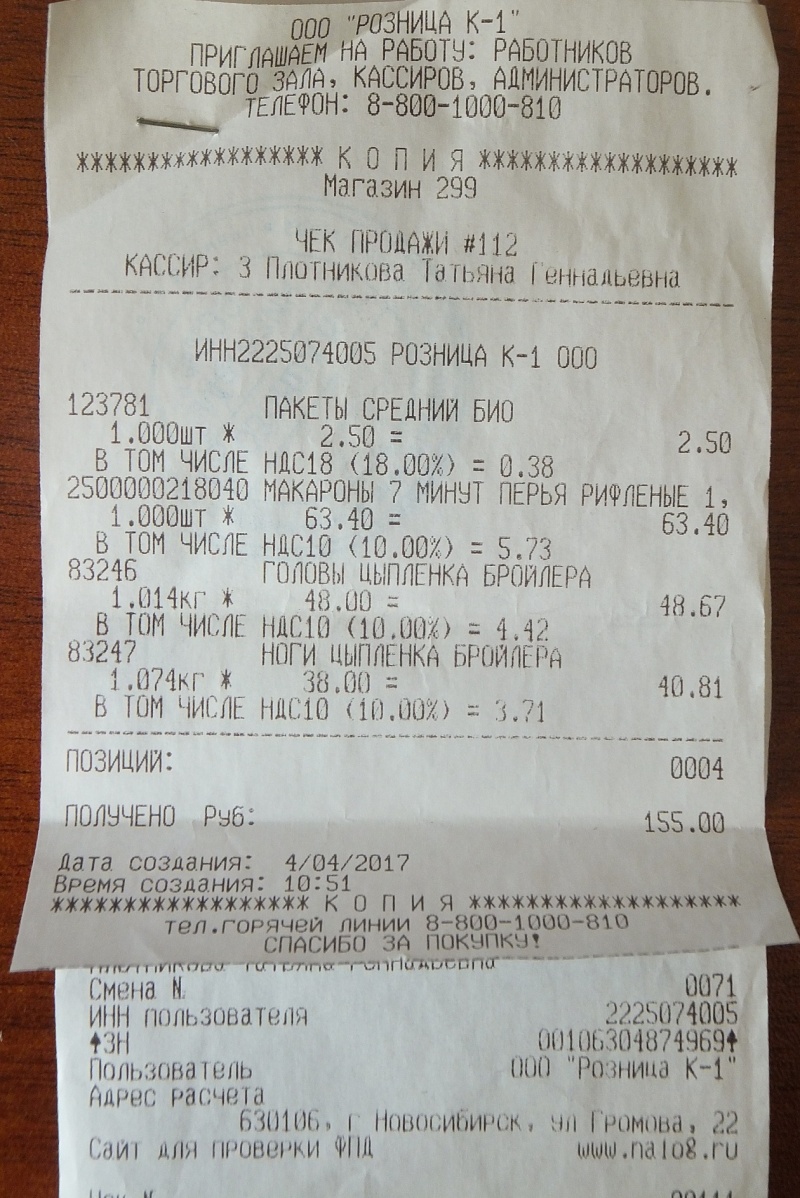 ООО "РОЗНИЦА К-1"
ПРИГЛАШАЕМ НА РАБОТУ: РАБОТНИКОВ
ТОРГОВОГО ЗАЛА, КАССИРОВ, АДМИНИСТРАТОРОВ.
ТЕЛЕФОН: 8-800-1000-810
***************** К О П И Я ******************
Магазин 299
ЧЕК ПРОДАЖИ #112
КАССИР: 3 Плотникова Татьяна Геннадьевна
ИНН2225074005 РОЗНИЦА К-1 ООО
123781 ПАКЕТЫ СРЕДНИЙ БИО
1.000шт * 2.50 = 2.50
В ТОМ ЧИСЛЕ НДС18 (18.00%) = 0.38
2500000218040 МАКАРОНЫ 7 МИНУТ ПЕРЬЯ РИФЛЕНЫЕ 1,
1.000шт * 63.40 = 63.40
В ТОМ ЧИСЛЕ НДС10 (10.00%) = 5.73
83246 ГОЛОВЫ ЦЫПЛЕНКА БРОЙЛЕРА
1.014кг * 48.00 = 48.67
В ТОМ ЧИСЛЕ НДС10 (10.00%) = 4.42
83247 НОГИ ЦЫПЛЕНКА БРОЙЛЕРА
1.074кг * 38.00 = 40.81
В ТОМ ЧИСЛЕ НДС10 (10.00%) = 3.71
ПОЗИЦИЙ: 0004
ПОЛУЧЕНО Руб: 155.00
Дата создания: 4/04/2017
Время создания: 10:51
****************** К О П И Я *******************
тел.горячей линии 8-800-1000-810
СПАСИБО ЗА ПОКУПКУ!
Плотникова Татьяна Геннадьевна
Смена N 0071
ИНН пользователя 2225074005
↑ЗН 00106304874969↑
Пользователь ООО "Розница К-1"
Адрес расчета
630106, г Новосибирск, ул Громова, 22
Сайт для проверки ФПД www.nalog.ru